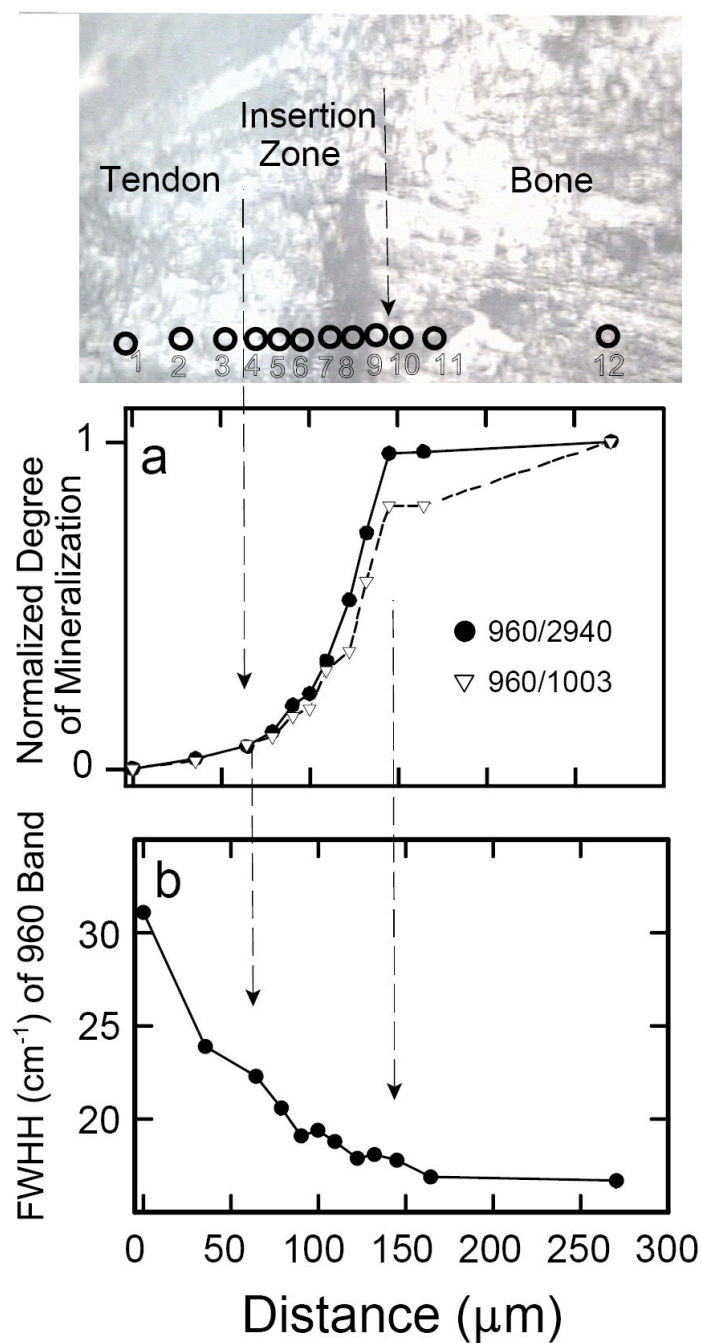 Insertion
Zone
Tendon
Bone
1 2 3 4 5 6 7 8 9 10 11 12
a
1
0
Normalized Degree
of Mineralization
960/2940
960/1003
b
30
25
20
FWHH (cm⁻¹) of 960 Band
0 50 100 150 200 250 300
Distance (μm)